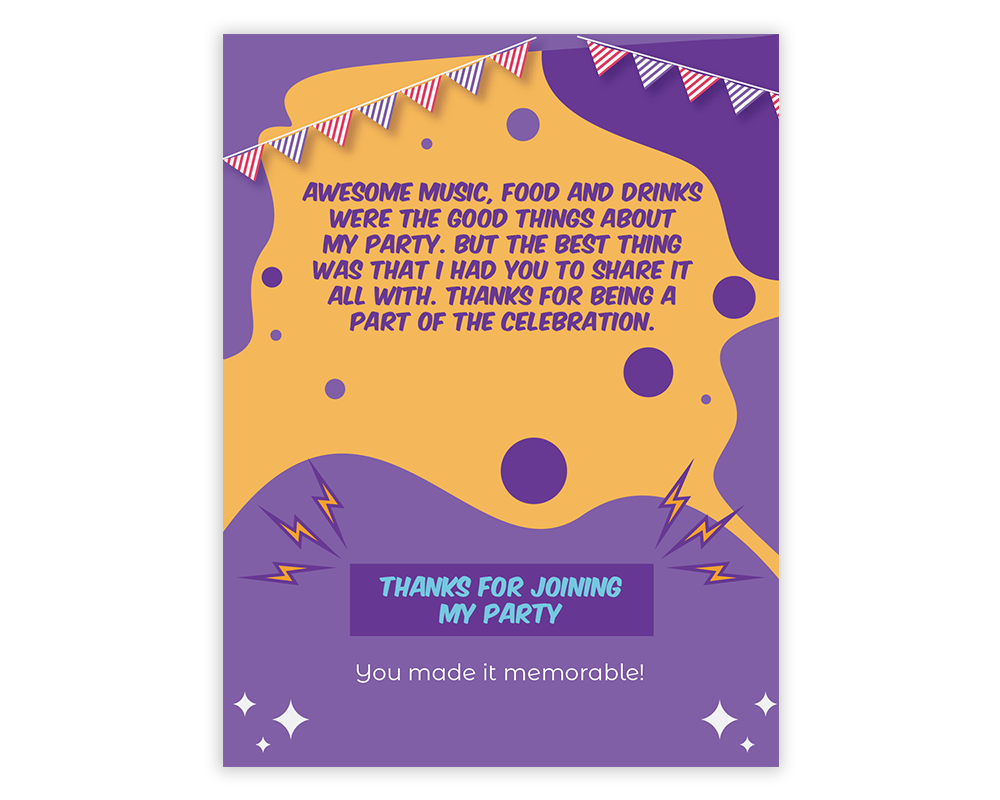 AWESOME MUSIC, FOOD AND DRINKS
WERE THE GOOD THINGS ABOUT
MY PARTY. BUT THE BEST THING
WAS THAT I HAD YOU TO SHARE IT
ALL WITH. THANKS FOR BEING A
PART OF THE CELEBRATION.
THANKS FOR JOINING
MY PARTY
You made it memorable!